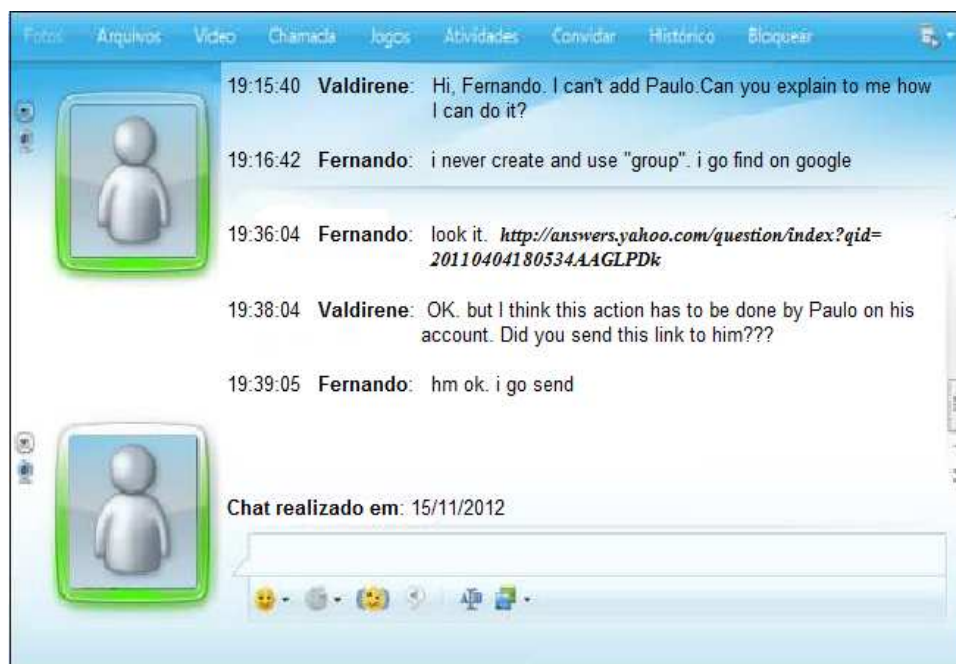 Fotos Arquivos Vídeo Chamada Jogos Atividades Convidar Histórico Bloquear
19:15:40 Valdirene: Hi, Fernando. I can't add Paulo.Can you explain to me how
I can do it?
19:16:42 Fernando: i never create and use "group". i go find on google
19:36:04 Fernando: look it. http://answers.yahoo.com/question/index?qid=
20110404180534AAGLPDk
19:38:04 Valdirene: OK. but I think this action has to be done by Paulo on his
account. Did you send this link to him???
19:39:05 Fernando: hm ok. i go send
Chat realizado em: 15/11/2012